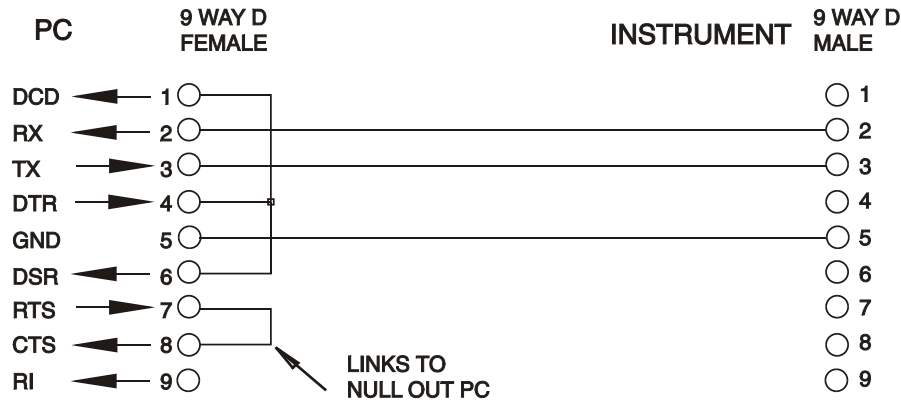 PC
9 WAY D
FEMALE
INSTRUMENT
9 WAY D
MALE
DCD 1 1
RX 2 2
TX 3 3
DTR 4 4
GND 5 5
DSR 6 6
RTS 7 7
CTS 8 8
RI 9 9
LINKS TO
NULL OUT PC